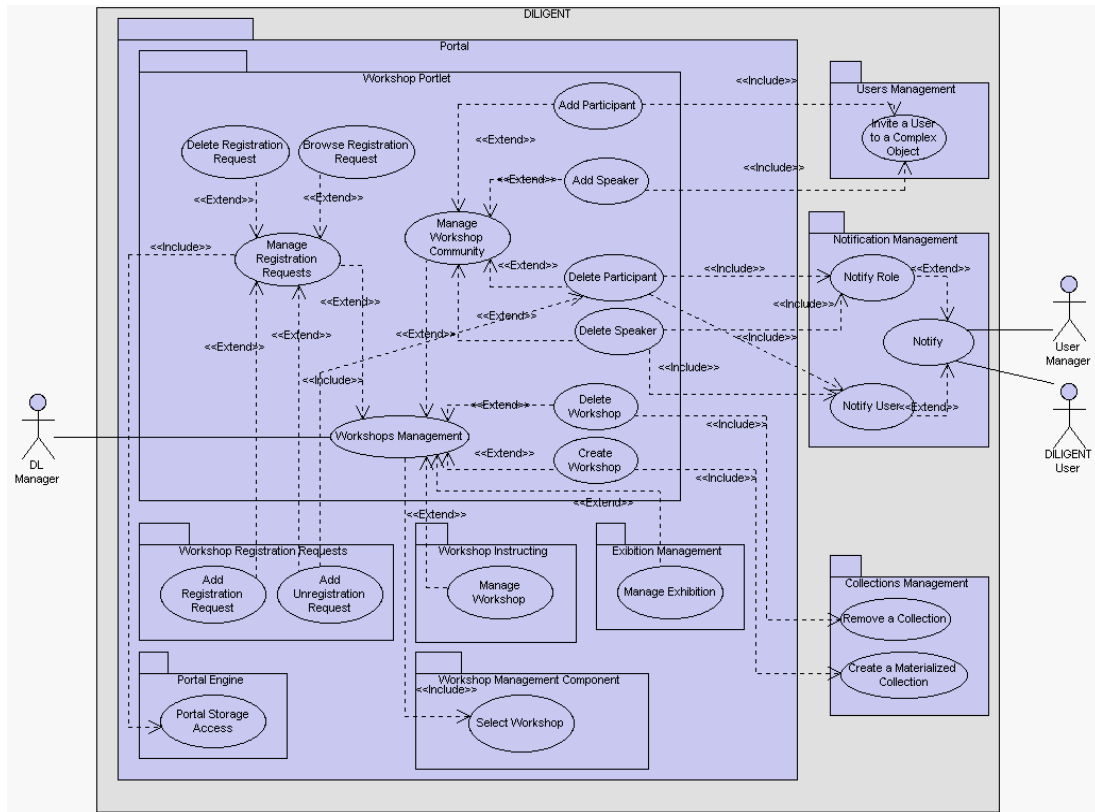 DILIGENT
Portal
Workshop Portlet
Users Management
<<Include>>
Add Participant
Invite a User
to a Complex
Object
Delete Registration
Request
Browse Registration
Request
<<Extend>>
<<Include>>
<<Extend>>
Add Speaker
<<Extend>>
<<Extend>>
Manage
Workshop
Community
Notification Management
<<Include>>
Manage
Registration
Requests
<<Extend>>
Delete Participant
<<Include>>
Notify Role
<<Extend>>
<<Extend>>
<<Include>>
<<Extend>>
<<Extend>>
Delete Speaker
<<Include>>
Notify
User
Manager
<<Extend>>
<<Include>>
Notify User
<<Extend>>
<<Include>>
<<Extend>>
Delete
Workshop
<<Include>>
DL
Manager
Workshops Management
<<Extend>>
Create
Workshop
<<Include>>
DILIGENT
User
<<Extend>>
<<Extend>>
Workshop Registration Requests
Workshop Instructing
Exibition Management
Add
Registration
Request
Add
Unregistration
Request
Manage
Workshop
Manage Exhibition
Collections Management
Remove a Collection
Create a Materialized
Collection
Portal Engine
Workshop Management Component
<<Include>>
Portal Storage
Access
Select Workshop